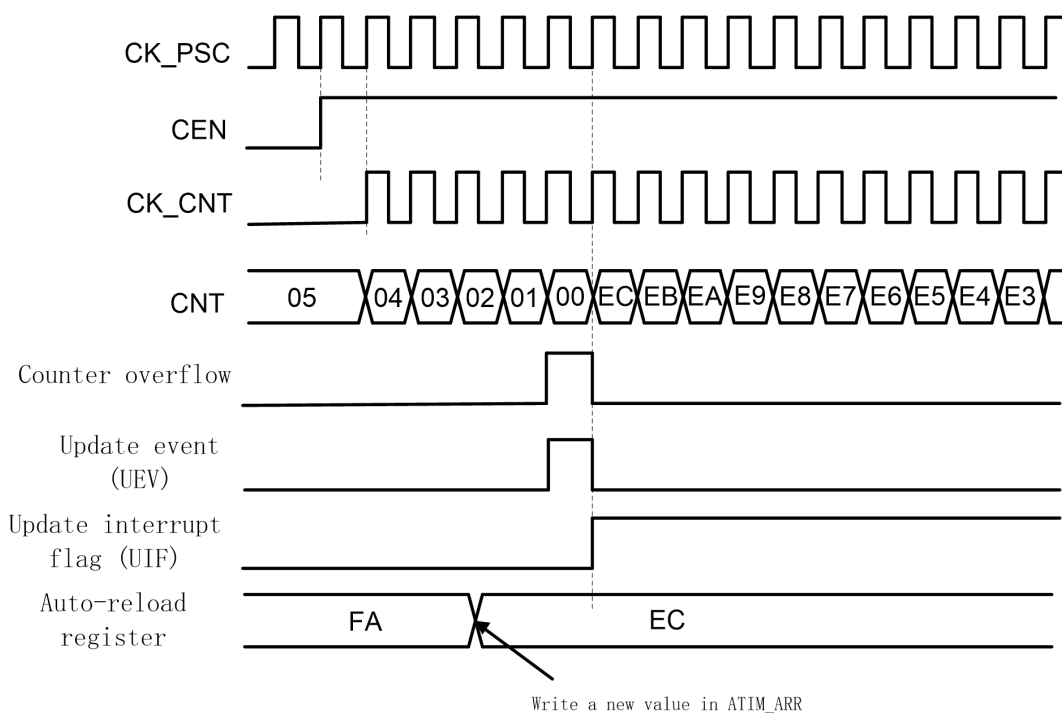 CK_PSC
CEN
CK_CNT
CNT 05 04 03 02 01 00 EC EB EA E9 E8 E7 E6 E5 E4 E3
Counter overflow
Update event
(UEV)
Update interrupt
flag (UIF)
Auto-reload
register
FA EC
Write a new value in ATIM_ARR